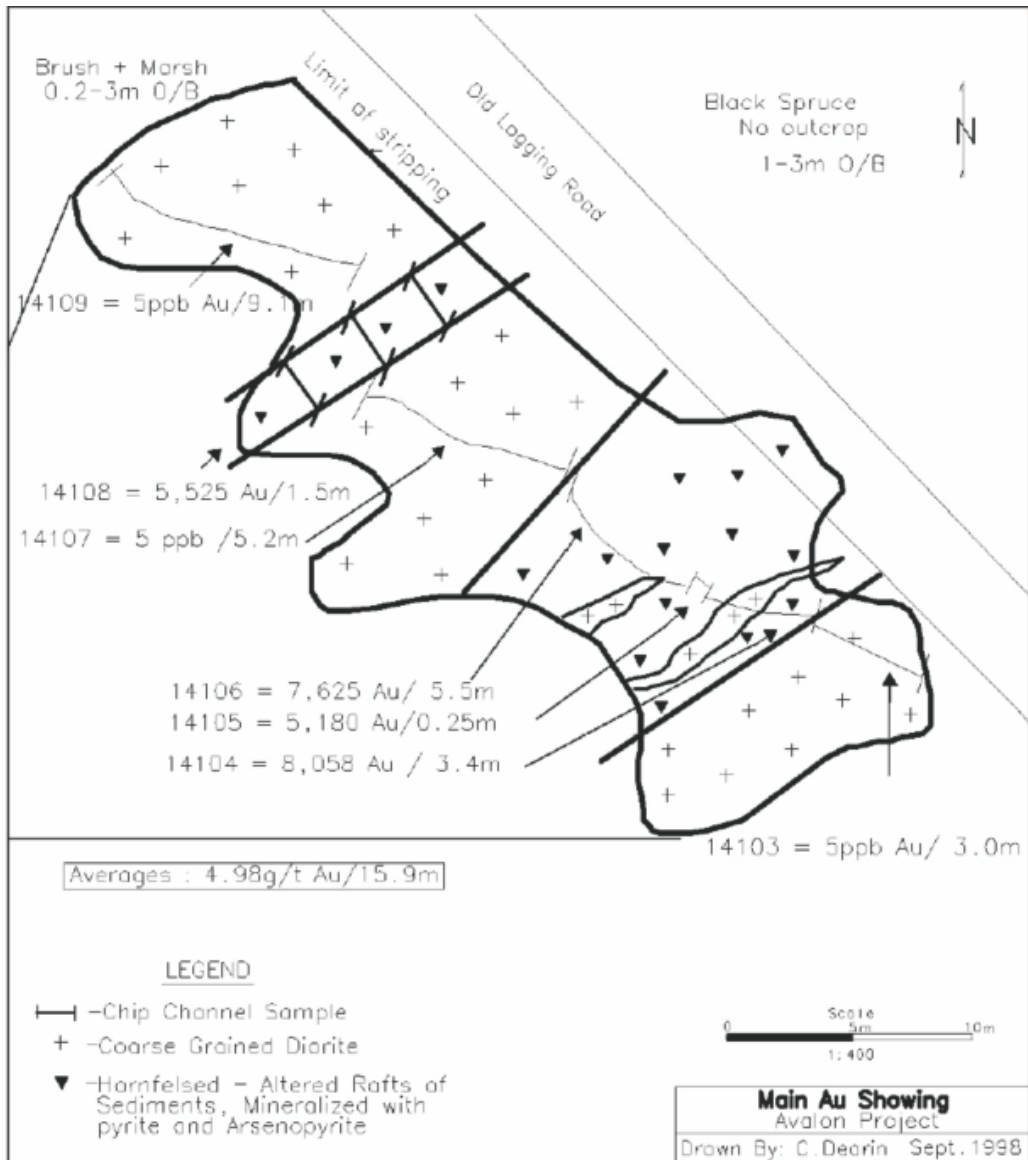 Brush + Marsh
0.2-3m O/B
Limit of stripping
Old Logging Road
Black Spruce
No outcrop
1-3m O/B
N
14109 = 5ppb Au/9.1m
14108 = 5,525 Au/1.5m
14107 = 5 ppb /5.2m
14106 = 7,625 Au/ 5.5m
14105 = 5,180 Au/0.25m
14104 = 8,058 Au / 3.4m
14103 = 5ppb Au/ 3.0m
Averages : 4.98g/t Au/15.9m
LEGEND
-Chip Channel Sample
+ -Coarse Grained Diorite
-Hornfelsed - Altered Rafts of
Sediments, Mineralized with
pyrite and Arsenopyrite
Scale
0 5m 10m
1:400
Main Au Showing
Avalon Project
Drawn By: C.Dearin Sept.1998